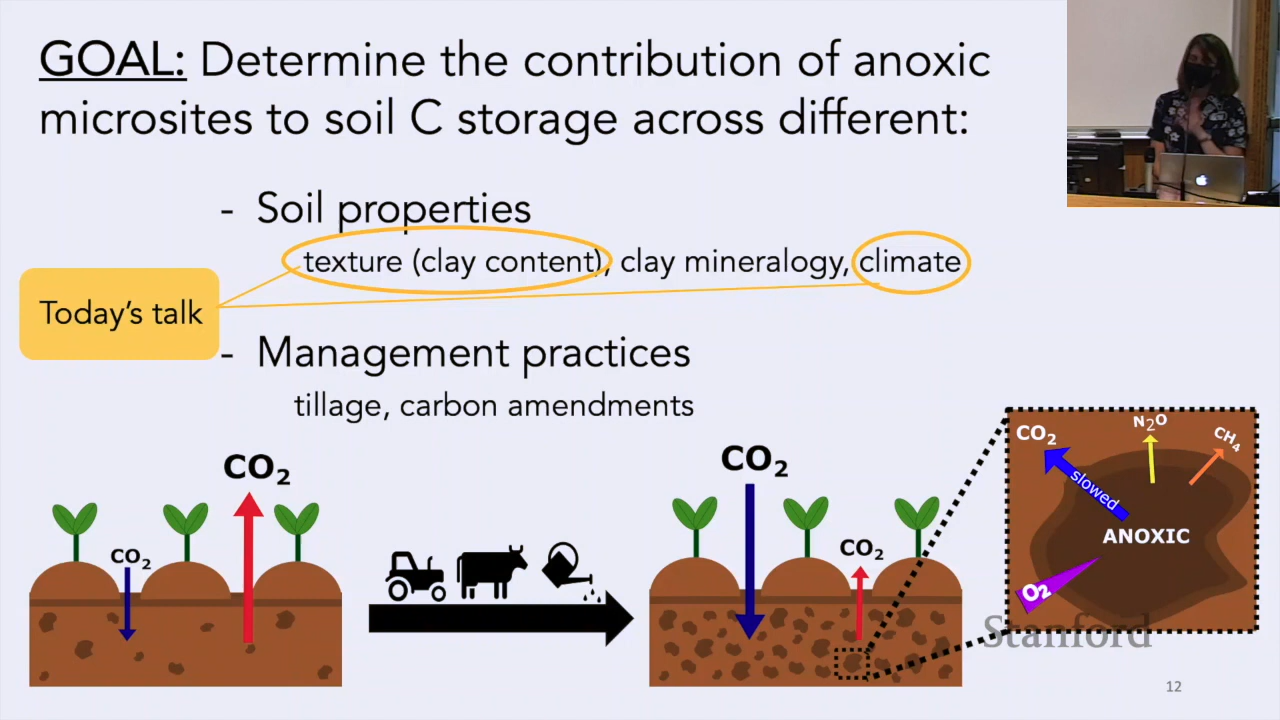 GOAL: Determine the contribution of anoxic
microsites to soil C storage across different:
- Soil properties
texture (clay content), clay mineralogy, climate
Today's talk
- Management practices
tillage, carbon amendments
CO₂
CO₂
CO₂
CO₂
CO₂
N₂O
CH₄
slowed
ANOXIC
O₂
Stanford
12